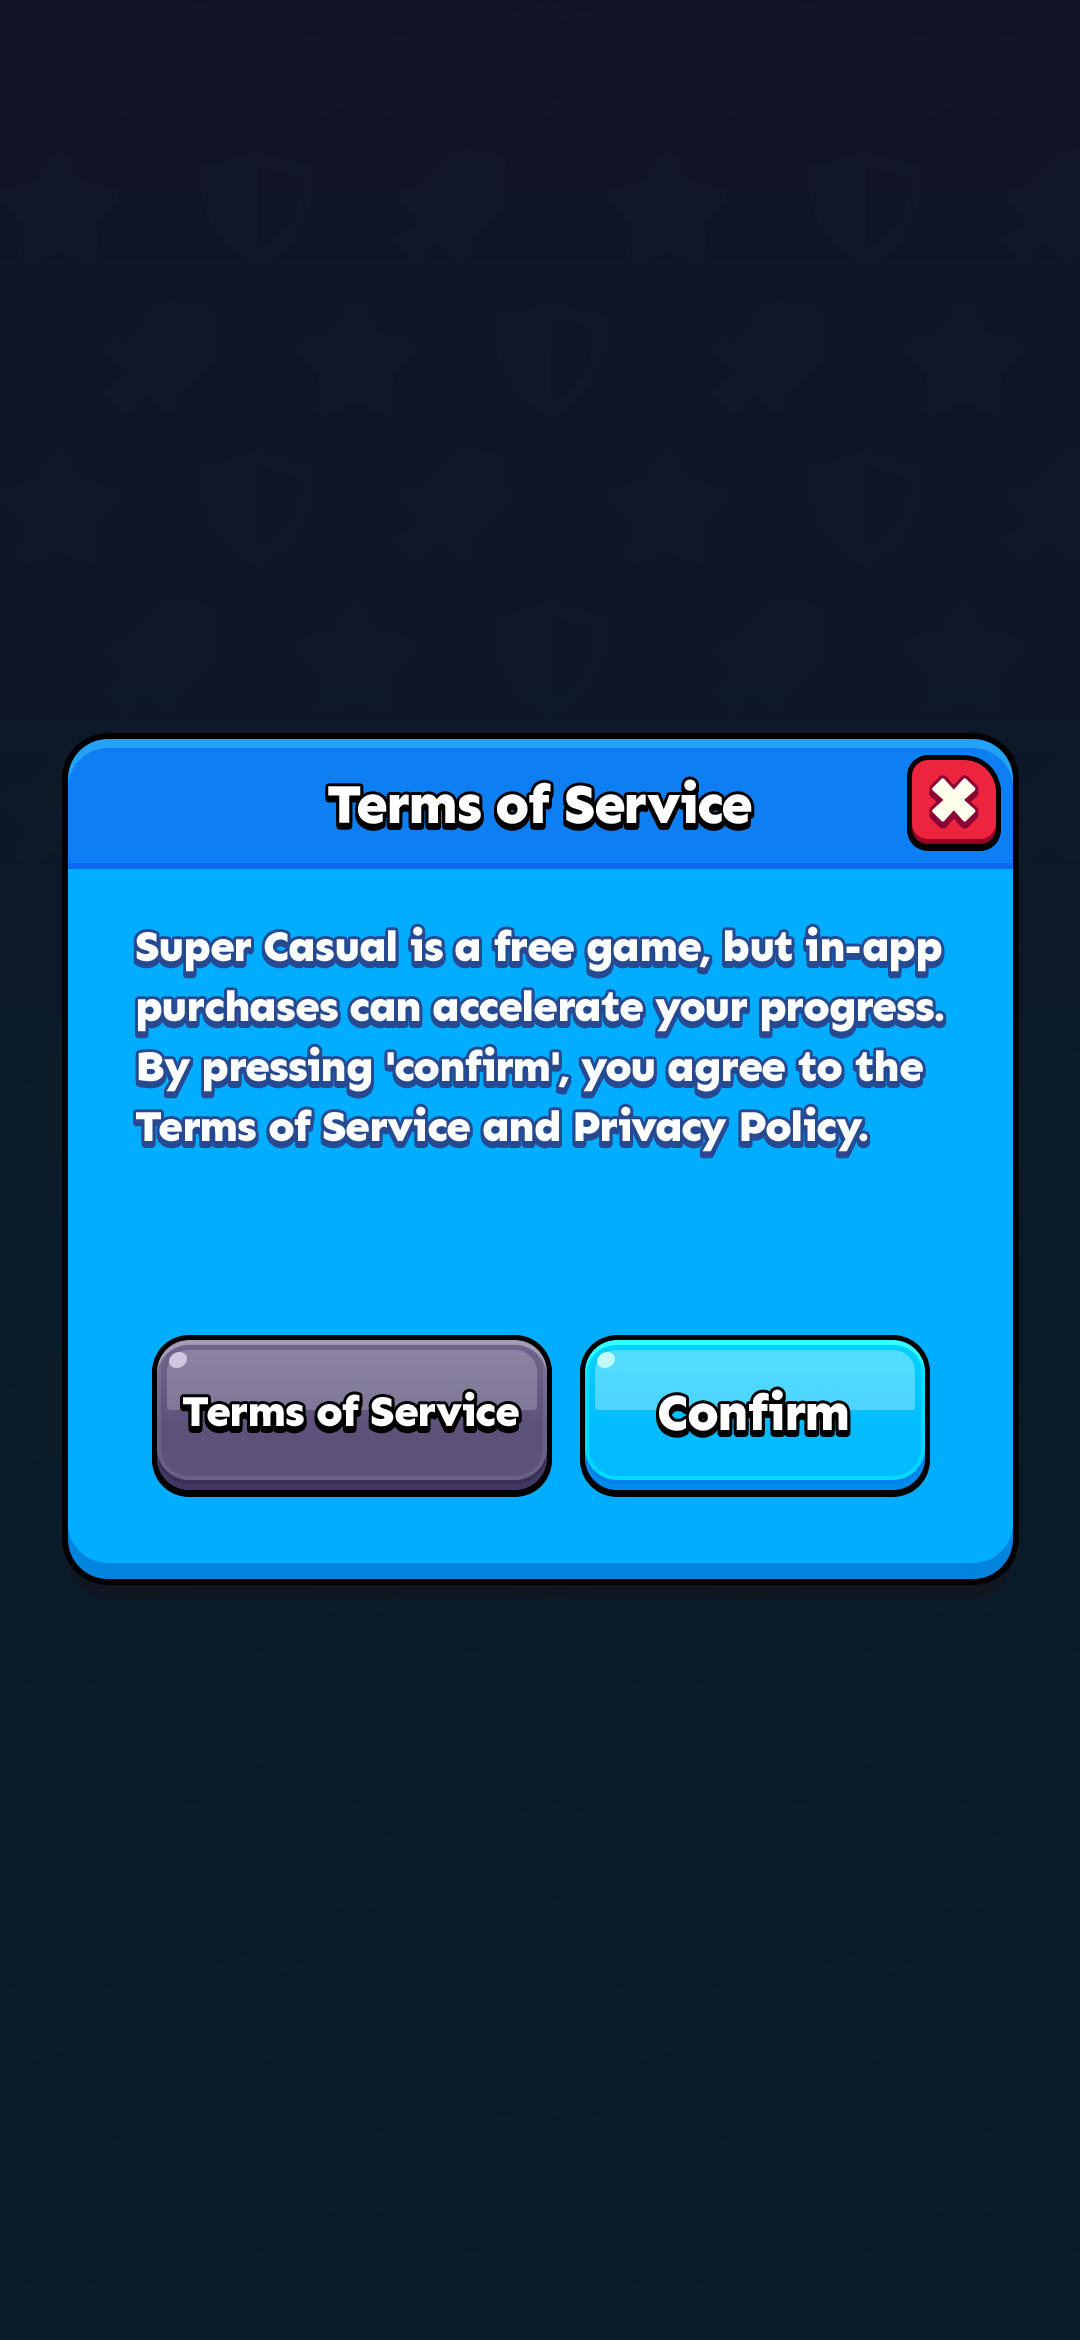 Terms of Service
Super Casual is a free game, but in-app
purchases can accelerate your progress.
By pressing 'confirm', you agree to the
Terms of Service and Privacy Policy.
Terms of Service
Confirm